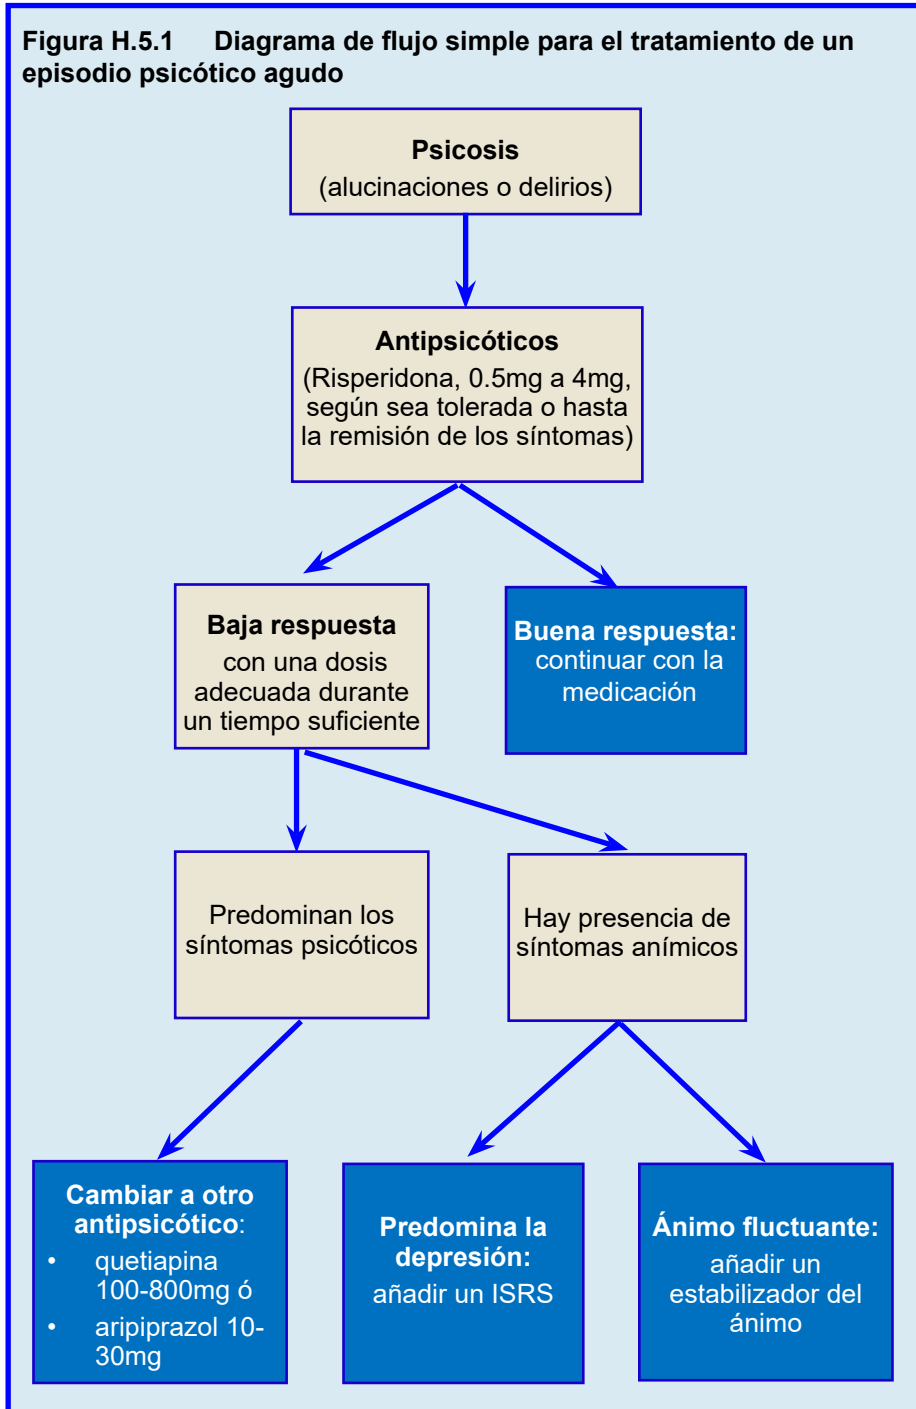 Figura H.5.1 Diagrama de flujo simple para el tratamiento de un
episodio psicótico agudo
Psicosis
(alucinaciones o delirios)
Antipsicóticos
(Risperidona, 0.5mg a 4mg,
según sea tolerada o hasta
la remisión de los síntomas)
Baja respuesta
con una dosis
adecuada durante
un tiempo suficiente
Buena respuesta:
continuar con la
medicación
Predominan los
síntomas psicóticos
Hay presencia de
síntomas anímicos
Cambiar a otro
antipsicótico:
• quetiapina
100-800mg ó
• aripiprazol 10-
30mg
Predomina la
depresión:
añadir un ISRS
Ánimo fluctuante:
añadir un
estabilizador del
ánimo